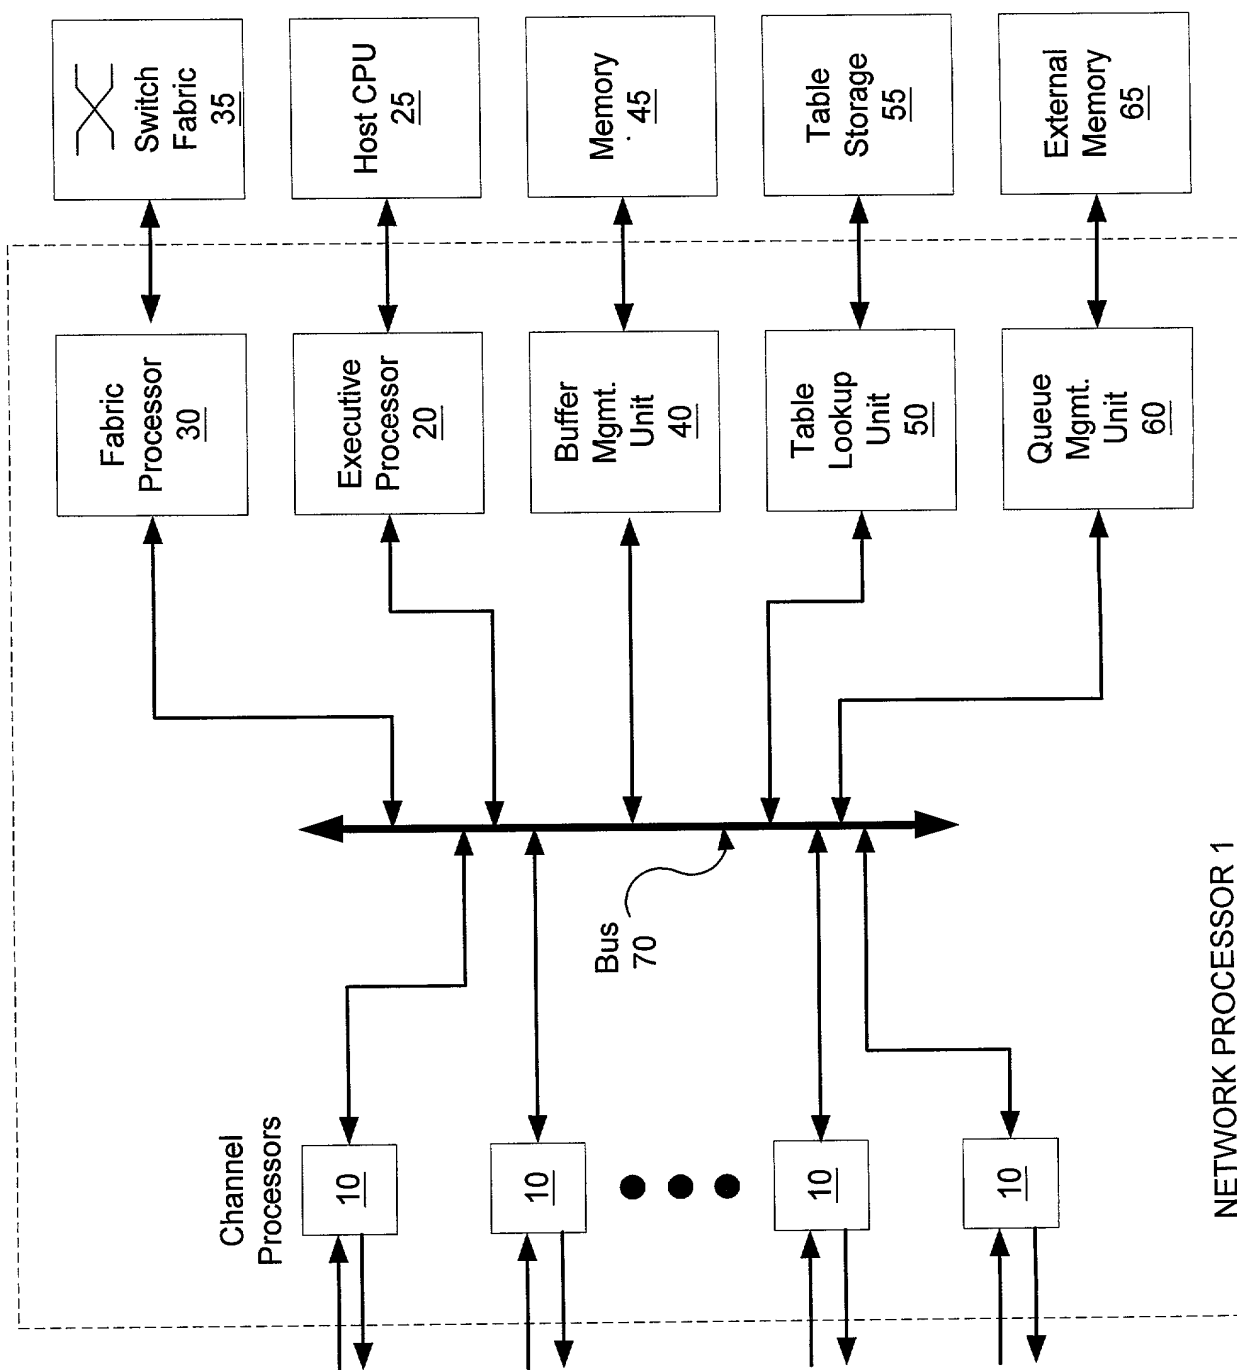 Switch
Fabric
35
Host CPU
25
Memory
45
Table
Storage
55
External
Memory
65
Fabric
Processor
30
Executive
Processor
20
Buffer
Mgmt.
Unit
40
Table
Lookup
Unit
50
Queue
Mgmt.
Unit
60
Bus
70
Channel
Processors
10
10
10
10
NETWORK PROCESSOR 1